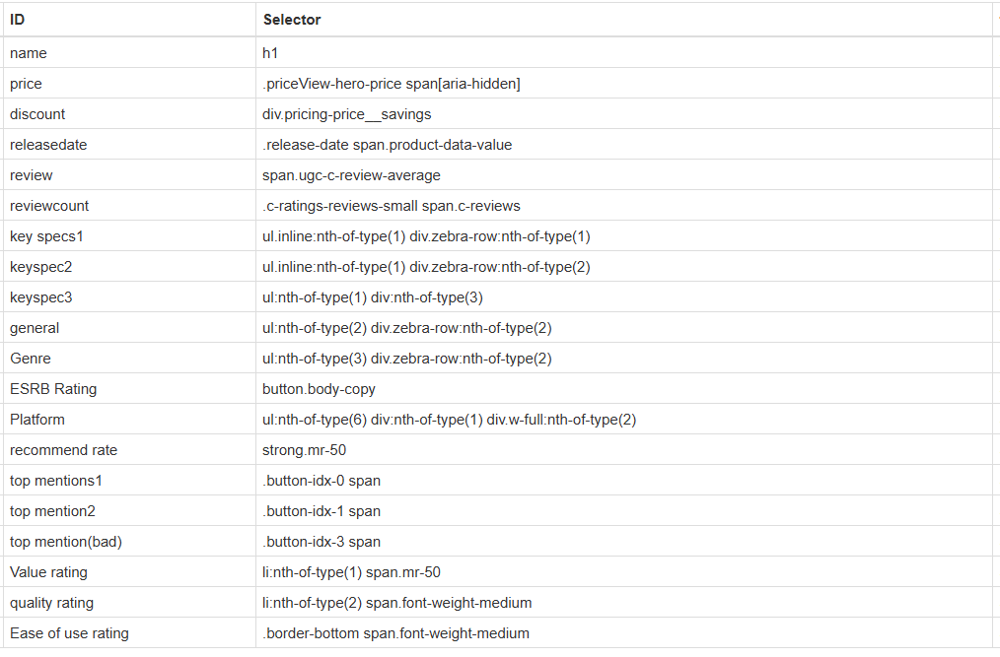 ID Selector
name h1
price .priceView-hero-price span[aria-hidden]
discount div.pricing-price__savings
releasedate .release-date span.product-data-value
review span.ugc-c-review-average
reviewcount .c-ratings-reviews-small span.c-reviews
key specs1 ul.inline:nth-of-type(1) div.zebra-row:nth-of-type(1)
keyspec2 ul.inline:nth-of-type(1) div.zebra-row:nth-of-type(2)
keyspec3 ul:nth-of-type(1) div:nth-of-type(3)
general ul:nth-of-type(2) div.zebra-row:nth-of-type(2)
Genre ul:nth-of-type(3) div.zebra-row:nth-of-type(2)
ESRB Rating button.body-copy
Platform ul:nth-of-type(6) div:nth-of-type(1) div.w-full:nth-of-type(2)
recommend rate strong.mr-50
top mentions1 .button-idx-0 span
top mention2 .button-idx-1 span
top mention(bad) .button-idx-3 span
Value rating li:nth-of-type(1) span.mr-50
quality rating li:nth-of-type(2) span.font-weight-medium
Ease of use rating .border-bottom span.font-weight-medium